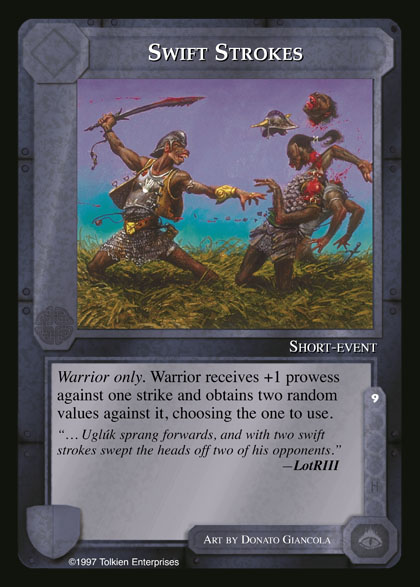 Swift Strokes
Short-event
Warrior only. Warrior receives +1 prowess
against one strike and obtains two random
values against it, choosing the one to use.
“… Uglúk sprang forwards, and with two swift
strokes swept the heads off two of his opponents.”
—LotRIII
9
H
Art by Donato Giancola
©1997 Tolkien Enterprises